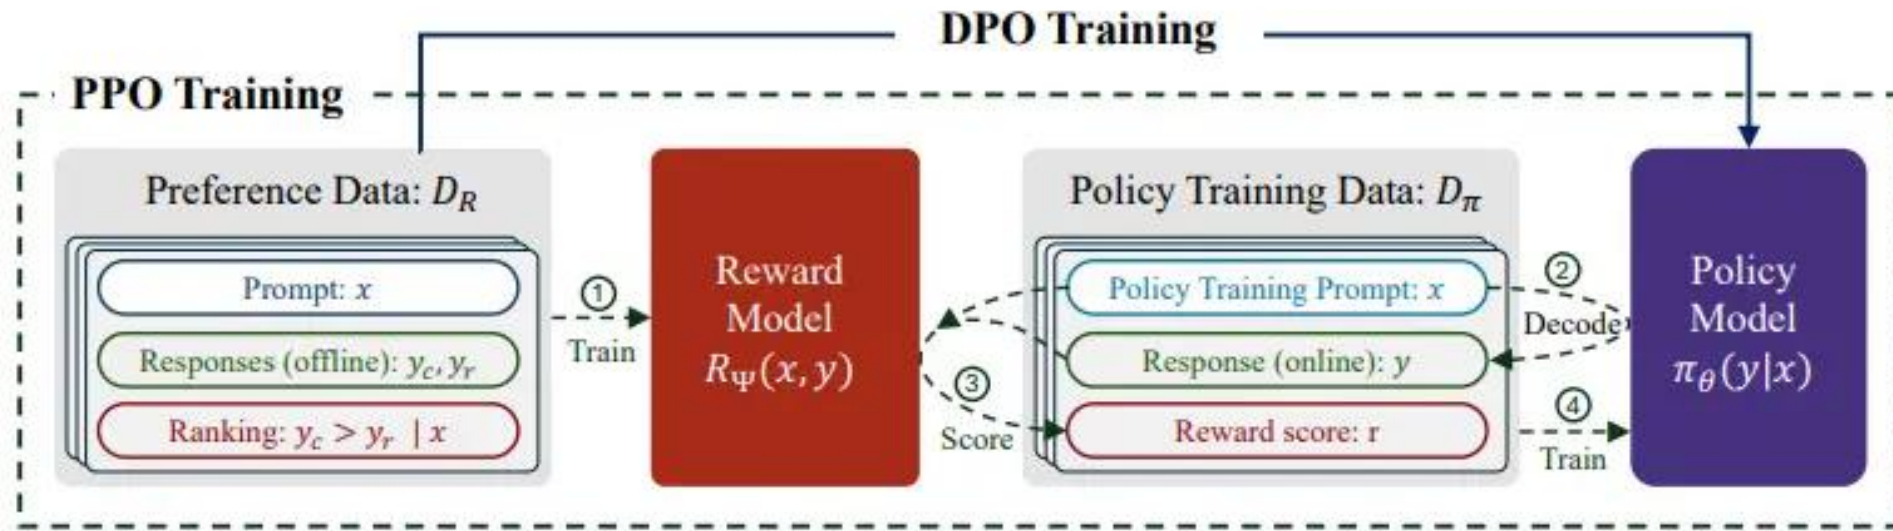 DPO Training
PPO Training
Preference Data: D_R
Prompt: x
Responses (offline): y_c, y_r
Ranking: y_c > y_r | x
①
Train
Reward
Model
R_Ψ(x, y)
③
Score
Policy Training Data: D_π
Policy Training Prompt: x
Response (online): y
Reward score: r
②
Decode
④
Train
Policy
Model
π_θ(y|x)